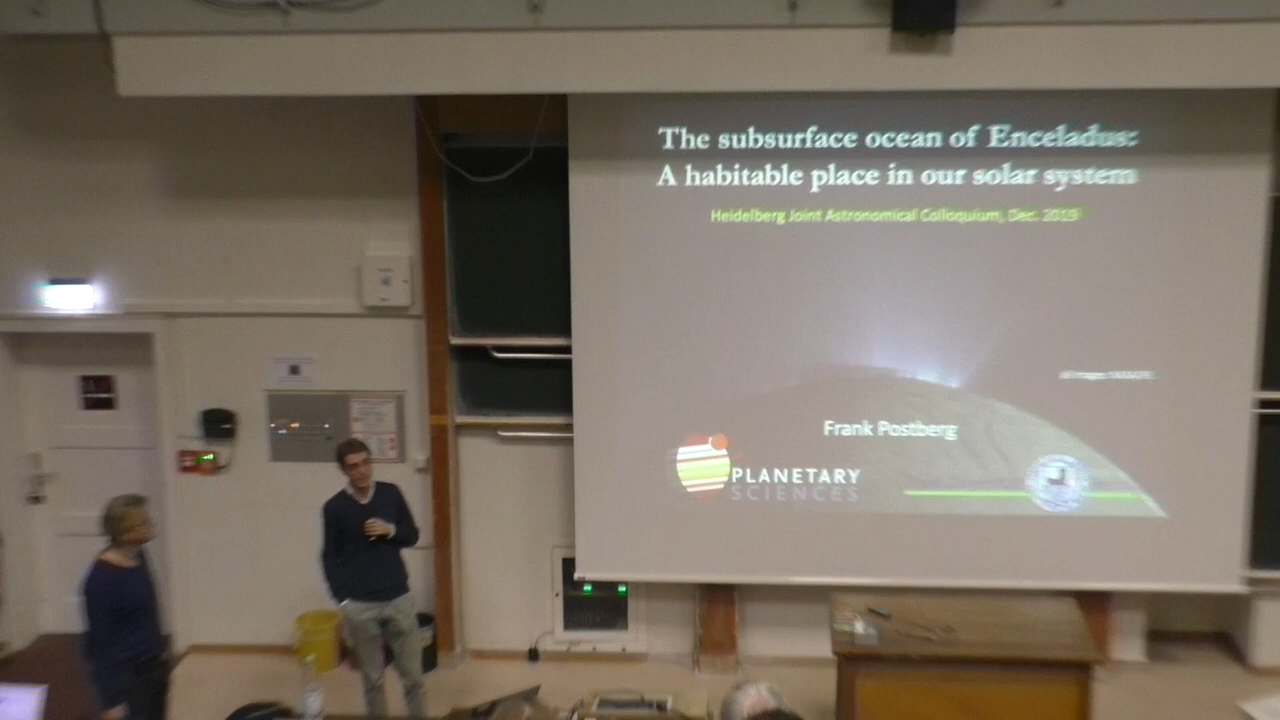 The subsurface ocean of Enceladus:
A habitable place in our solar system
Heidelberg Joint Astronomical Colloquium, Dec. 2019
Frank Postberg
PLANETARY
SCIENCES